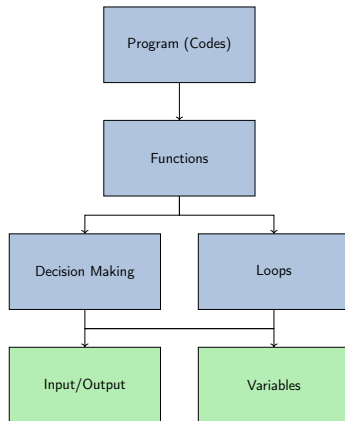 Program (Codes)
Functions
Decision Making
Loops
Input/Output
Variables